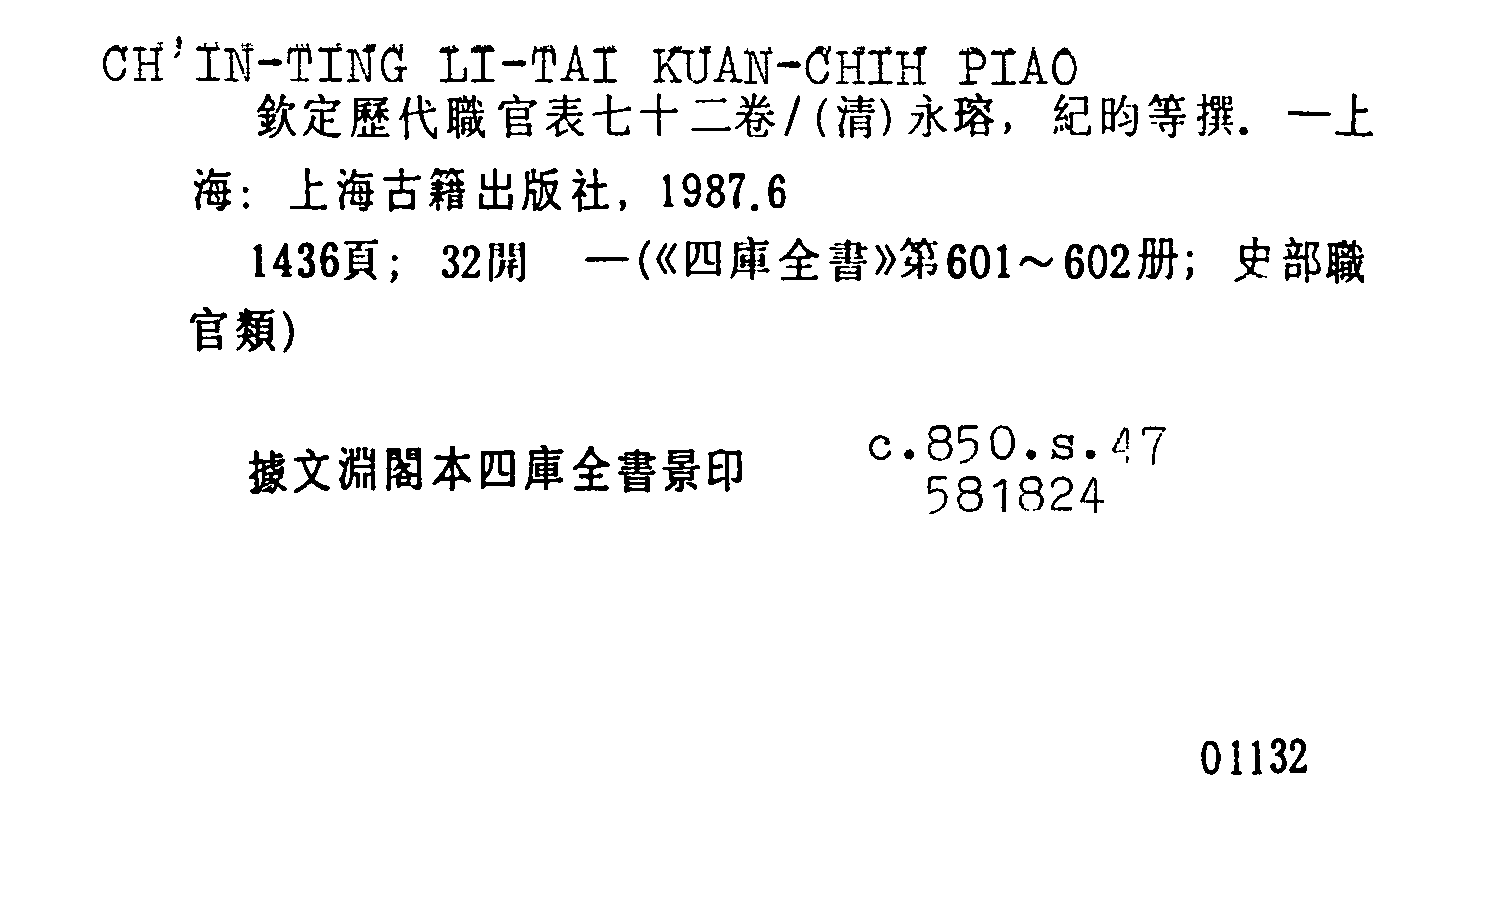 CH'IN-TING LI-TAI KUAN-CHIH PIAO
欽定歷代職官表七十二卷/(清)永瑢, 紀昀等撰. —上
海: 上海古籍出版社, 1987.6
1436頁; 32開 —(《四庫全書》第601~602册; 史部職
官類)
據文淵閣本四庫全書景印
c.850.s.47
581824
01132